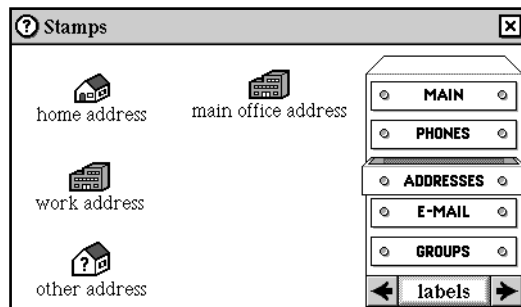 ? Stamps
home address
main office address
work address
? other address
MAIN
PHONES
ADDRESSES
E-MAIL
GROUPS
labels